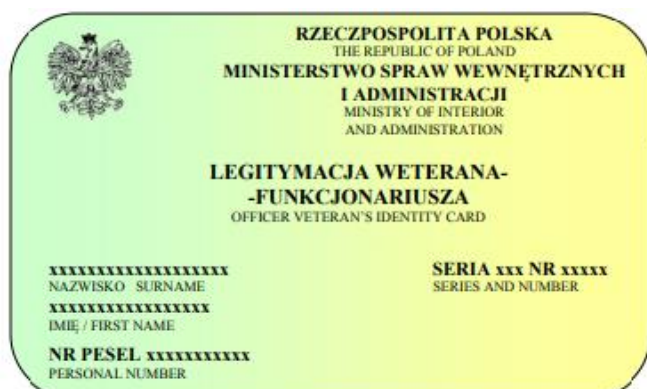 RZECZPOSPOLITA POLSKA
THE REPUBLIC OF POLAND
MINISTERSTWO SPRAW WEWNĘTRZNYCH
I ADMINISTRACJI
MINISTRY OF INTERIOR
AND ADMINISTRATION
LEGITYMACJA WETERANA-
-FUNKCJONARIUSZA
OFFICER VETERAN'S IDENTITY CARD
xxxxxxxxxxxxxxxxxxx
NAZWISKO SURNAME
xxxxxxxxxxxxxxxxx
IMIĘ / FIRST NAME
NR PESEL xxxxxxxxxxx
PERSONAL NUMBER
SERIA xxx NR xxxxx
SERIES AND NUMBER